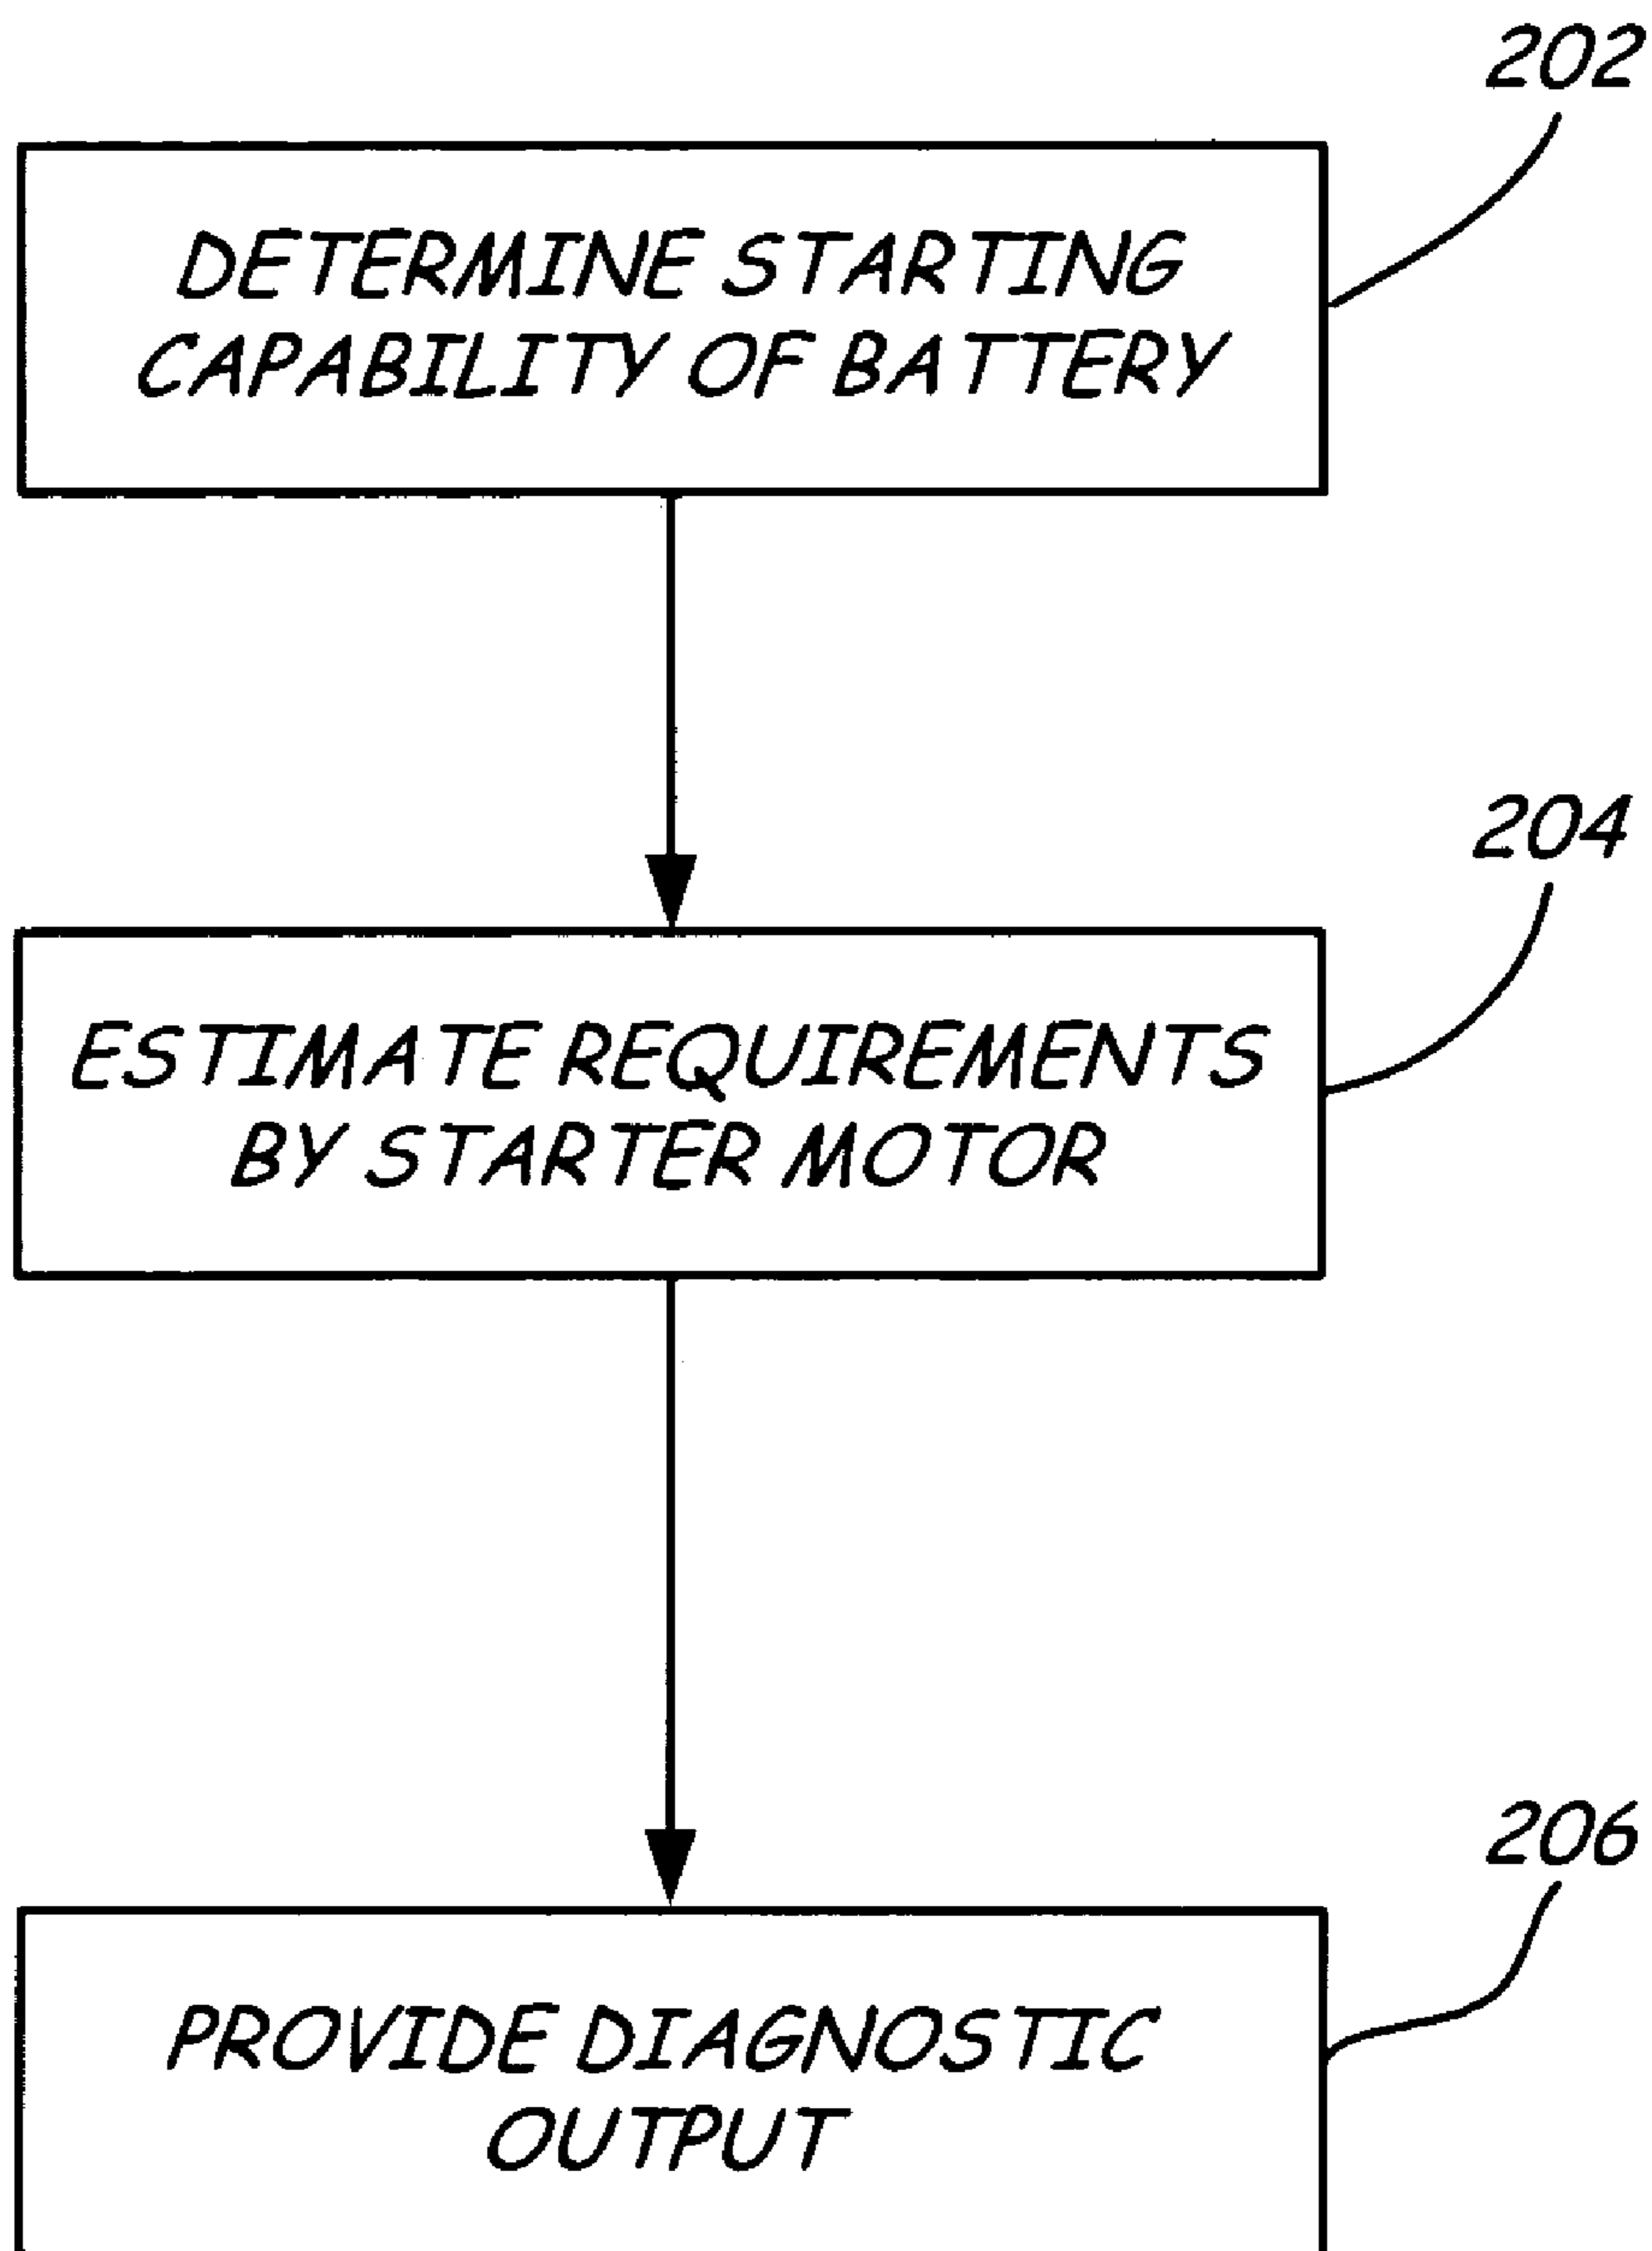 202
DETERMINE STARTING
CAPABILITY OF BATTERY
204
ESTIMATE REQUIREMENTS
BY STARTER MOTOR
206
PROVIDE DIAGNOSTIC
OUTPUT